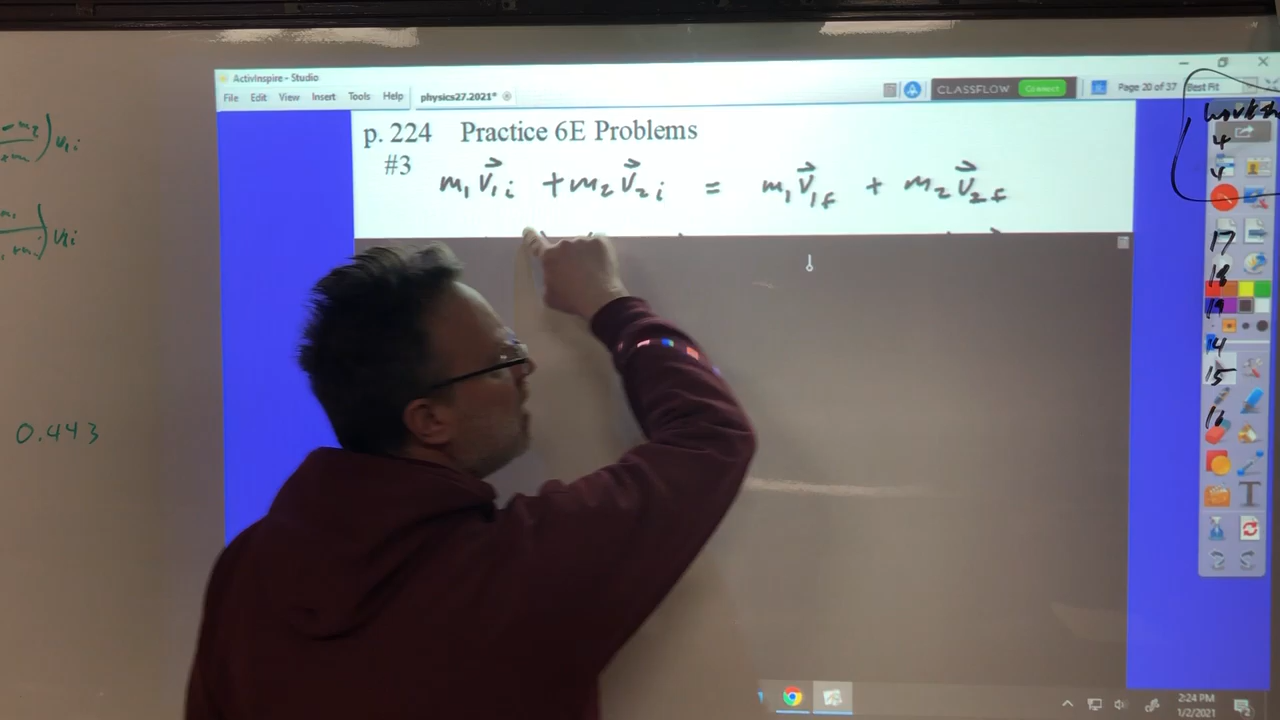 ActivInspire - Studio
File Edit View Insert Tools Help physics27.2021*
CLASSFLOW Connect Page 20 of 37 Best Fit
p. 224 Practice 6E Problems
#3 m₁v⃗₁ᵢ + m₂v⃗₂ᵢ = m₁v⃗₁f + m₂v⃗₂f
0.443
4
4
17
18
19
14
15
16
T
2:24 PM
1/2/2021